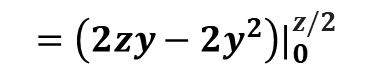 = (2zy − 2y²)|₀^{z/2}